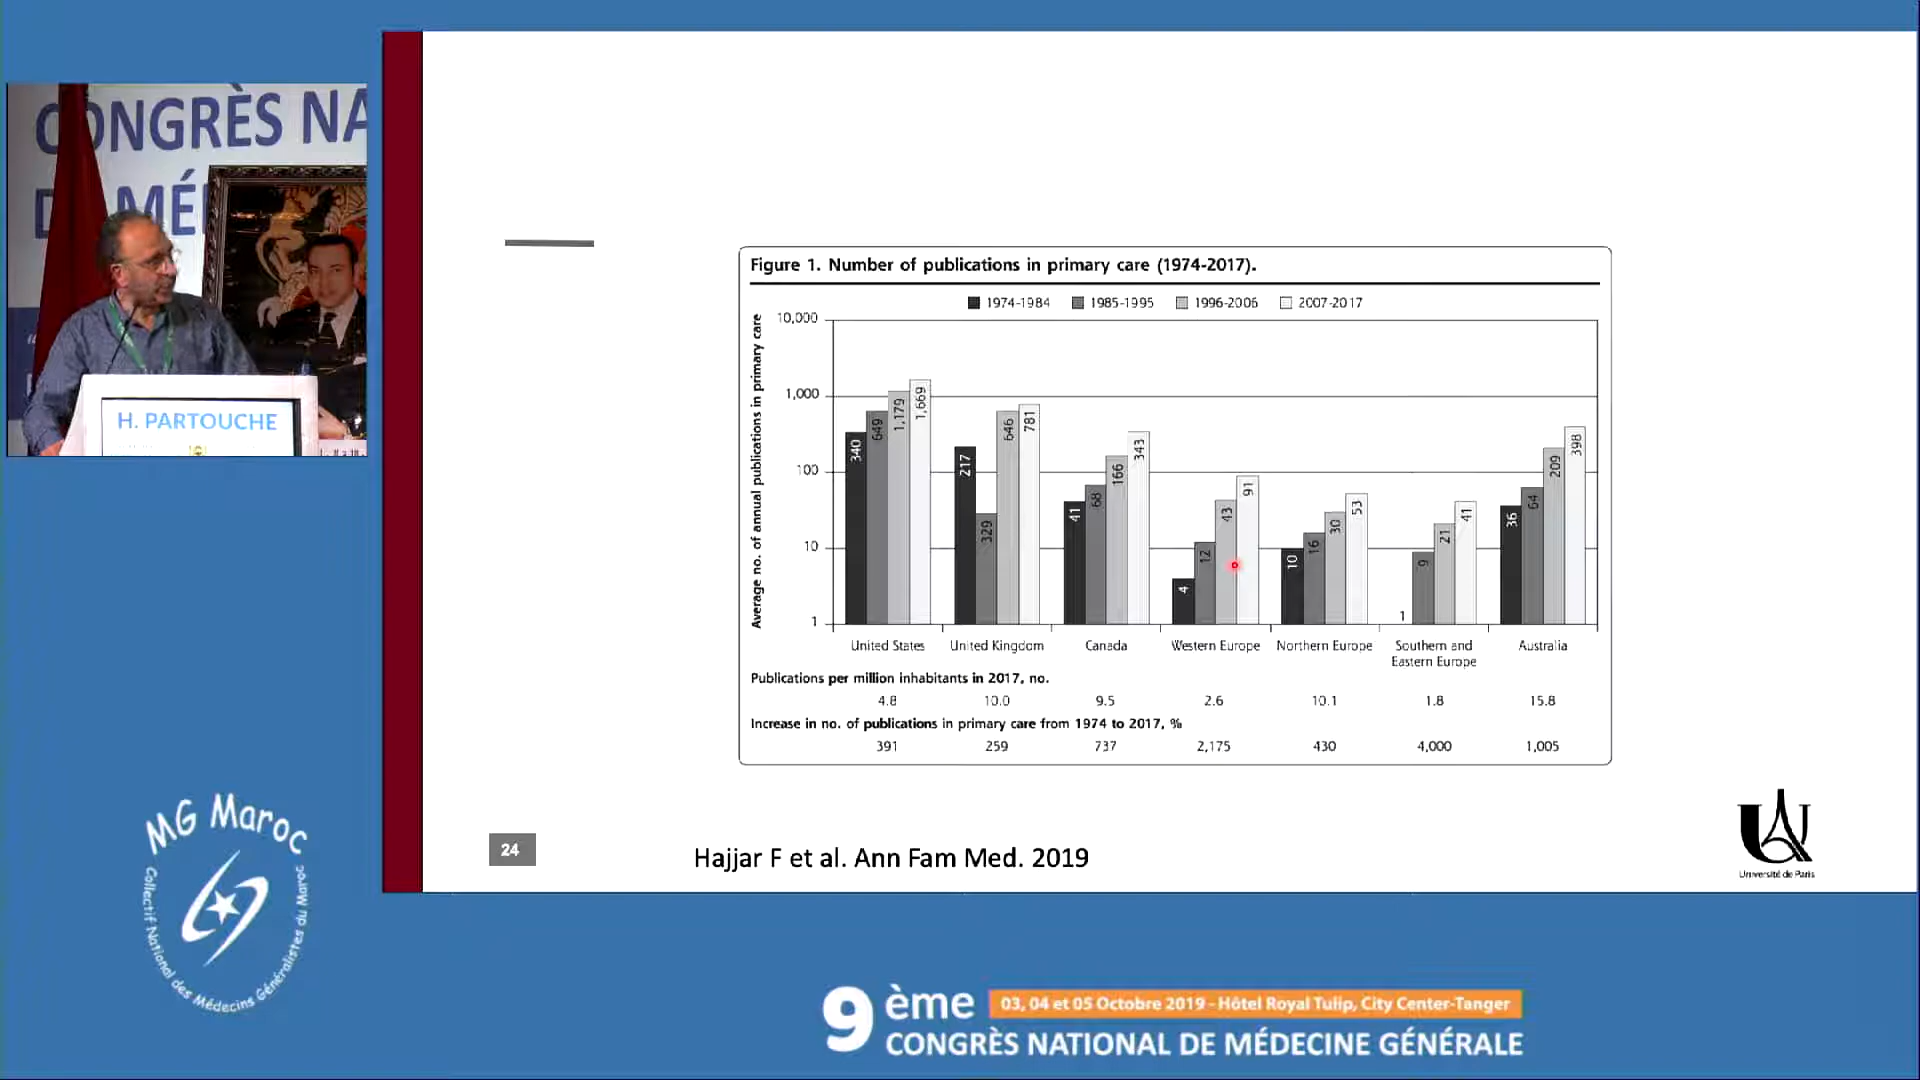 CONGRÈS NA
D MÉ
H. PARTOUCHE
Figure 1. Number of publications in primary care (1974-2017).
1974-1984 1985-1995 1996-2006 2007-2017
Average no. of annual publications in primary care
10,000
1,000
100
10
1
340 649 1,179 1,669
217 329 646 781
41 68 166 343
4 12 43 91
10 16 30 53
1 9 21 41
36 64 209 398
United States United Kingdom Canada Western Europe Northern Europe Southern and Eastern Europe Australia
Publications per million inhabitants in 2017, no.
4.8 10.0 9.5 2.6 10.1 1.8 15.8
Increase in no. of publications in primary care from 1974 to 2017, %
391 259 737 2,175 430 4,000 1,005
24
Hajjar F et al. Ann Fam Med. 2019
Université de Paris
MG Maroc
Collectif National des Médecins Généralistes du Maroc
9ème
03, 04 et 05 Octobre 2019 - Hôtel Royal Tulip, City Center-Tanger
CONGRÈS NATIONAL DE MÉDECINE GÉNÉRALE